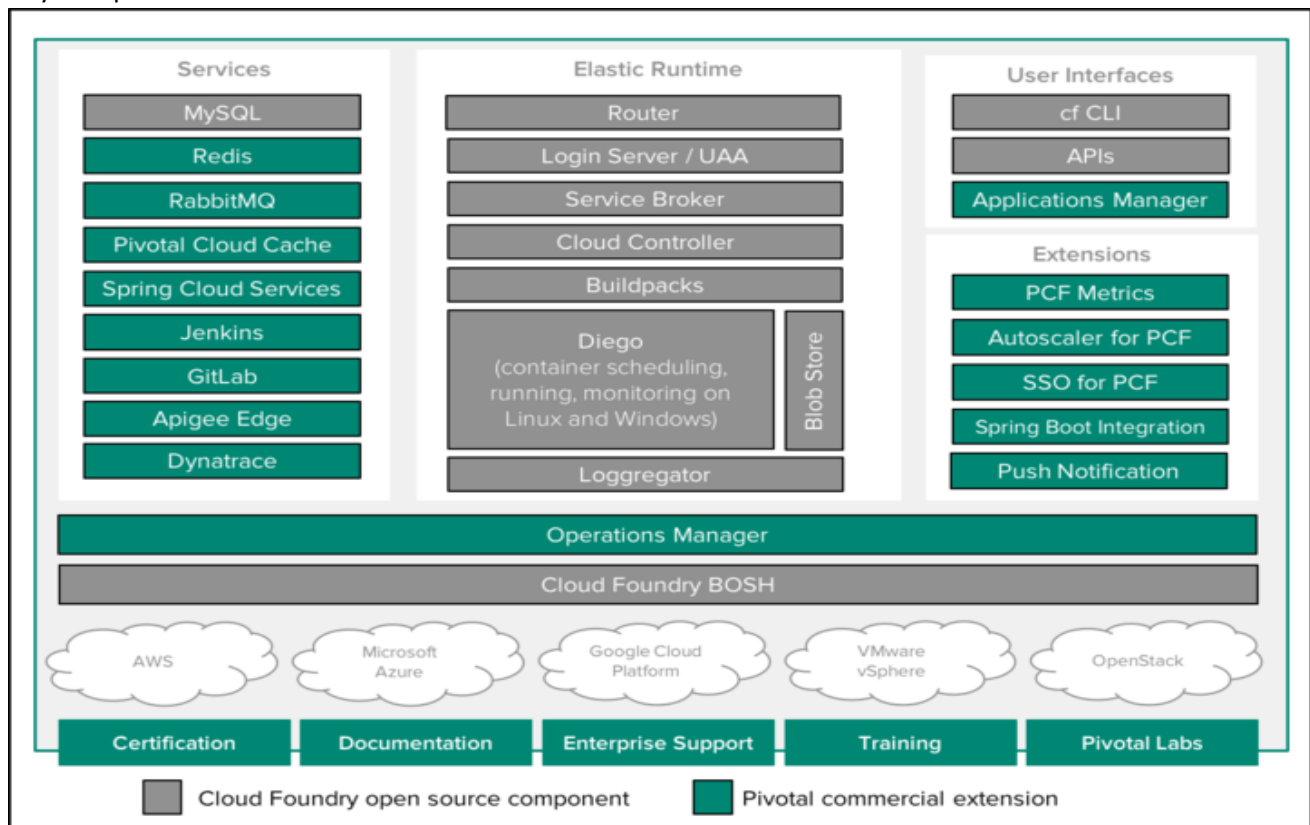 Services
MySQL
Redis
RabbitMQ
Pivotal Cloud Cache
Spring Cloud Services
Jenkins
GitLab
Apigee Edge
Dynatrace
Elastic Runtime
Router
Login Server / UAA
Service Broker
Cloud Controller
Buildpacks
Diego
(container scheduling,
running, monitoring on
Linux and Windows)
Blob Store
Loggregator
User Interfaces
cf CLI
APIs
Applications Manager
Extensions
PCF Metrics
Autoscaler for PCF
SSO for PCF
Spring Boot Integration
Push Notification
Operations Manager
Cloud Foundry BOSH
AWS
Microsoft
Azure
Google Cloud
Platform
VMware
vSphere
OpenStack
Certification
Documentation
Enterprise Support
Training
Pivotal Labs
Cloud Foundry open source component
Pivotal commercial extension